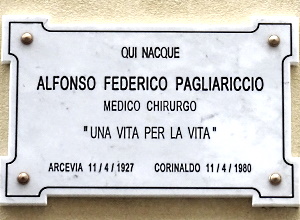 QUI NACQUE
ALFONSO FEDERICO PAGLIARICCIO
MEDICO CHIRURGO
"UNA VITA PER LA VITA"
ARCEVIA 11/4/1927 CORINALDO 11/4/1980